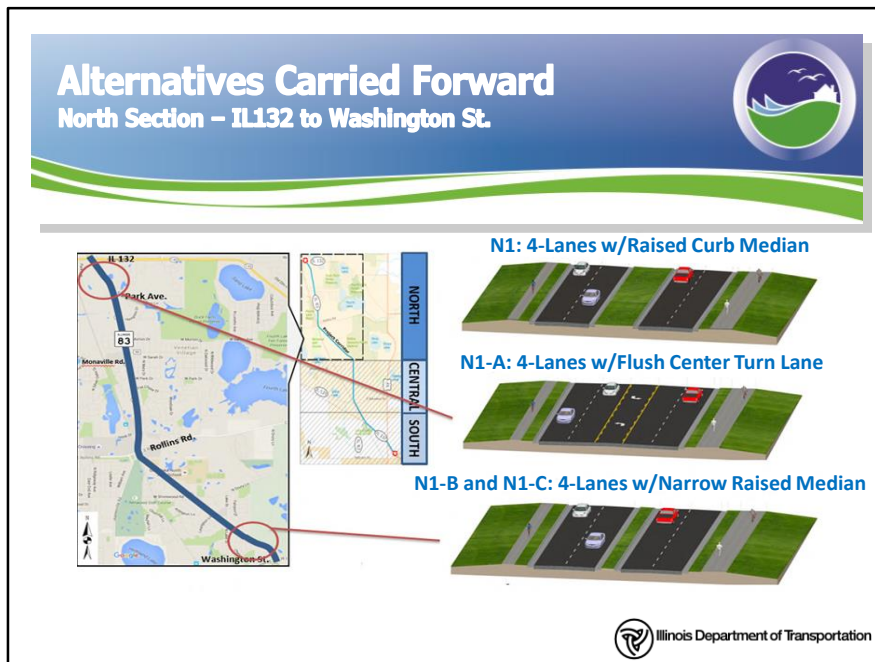 Alternatives Carried Forward
North Section – IL132 to Washington St.
IL 132
Park Ave.
83
Monaville Rd.
Rollins Rd.
Washington St.
Google
NORTH
CENTRAL
SOUTH
N1: 4-Lanes w/Raised Curb Median
N1-A: 4-Lanes w/Flush Center Turn Lane
N1-B and N1-C: 4-Lanes w/Narrow Raised Median
Illinois Department of Transportation